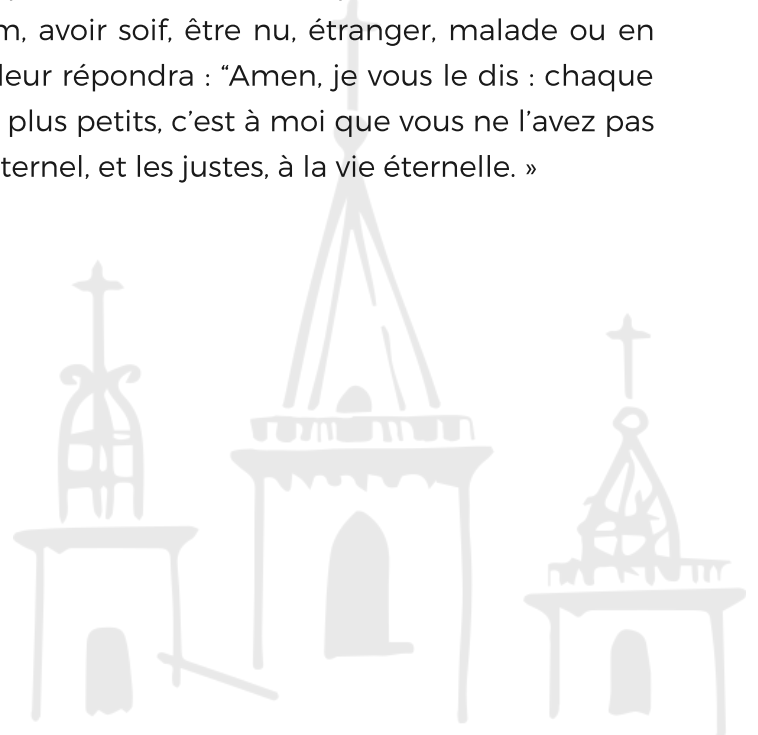 m, avoir soif, être nu, étranger, malade ou en
leur répondra : “Amen, je vous le dis : chaque
plus petits, c’est à moi que vous ne l’avez pas
ternel, et les justes, à la vie éternelle. »